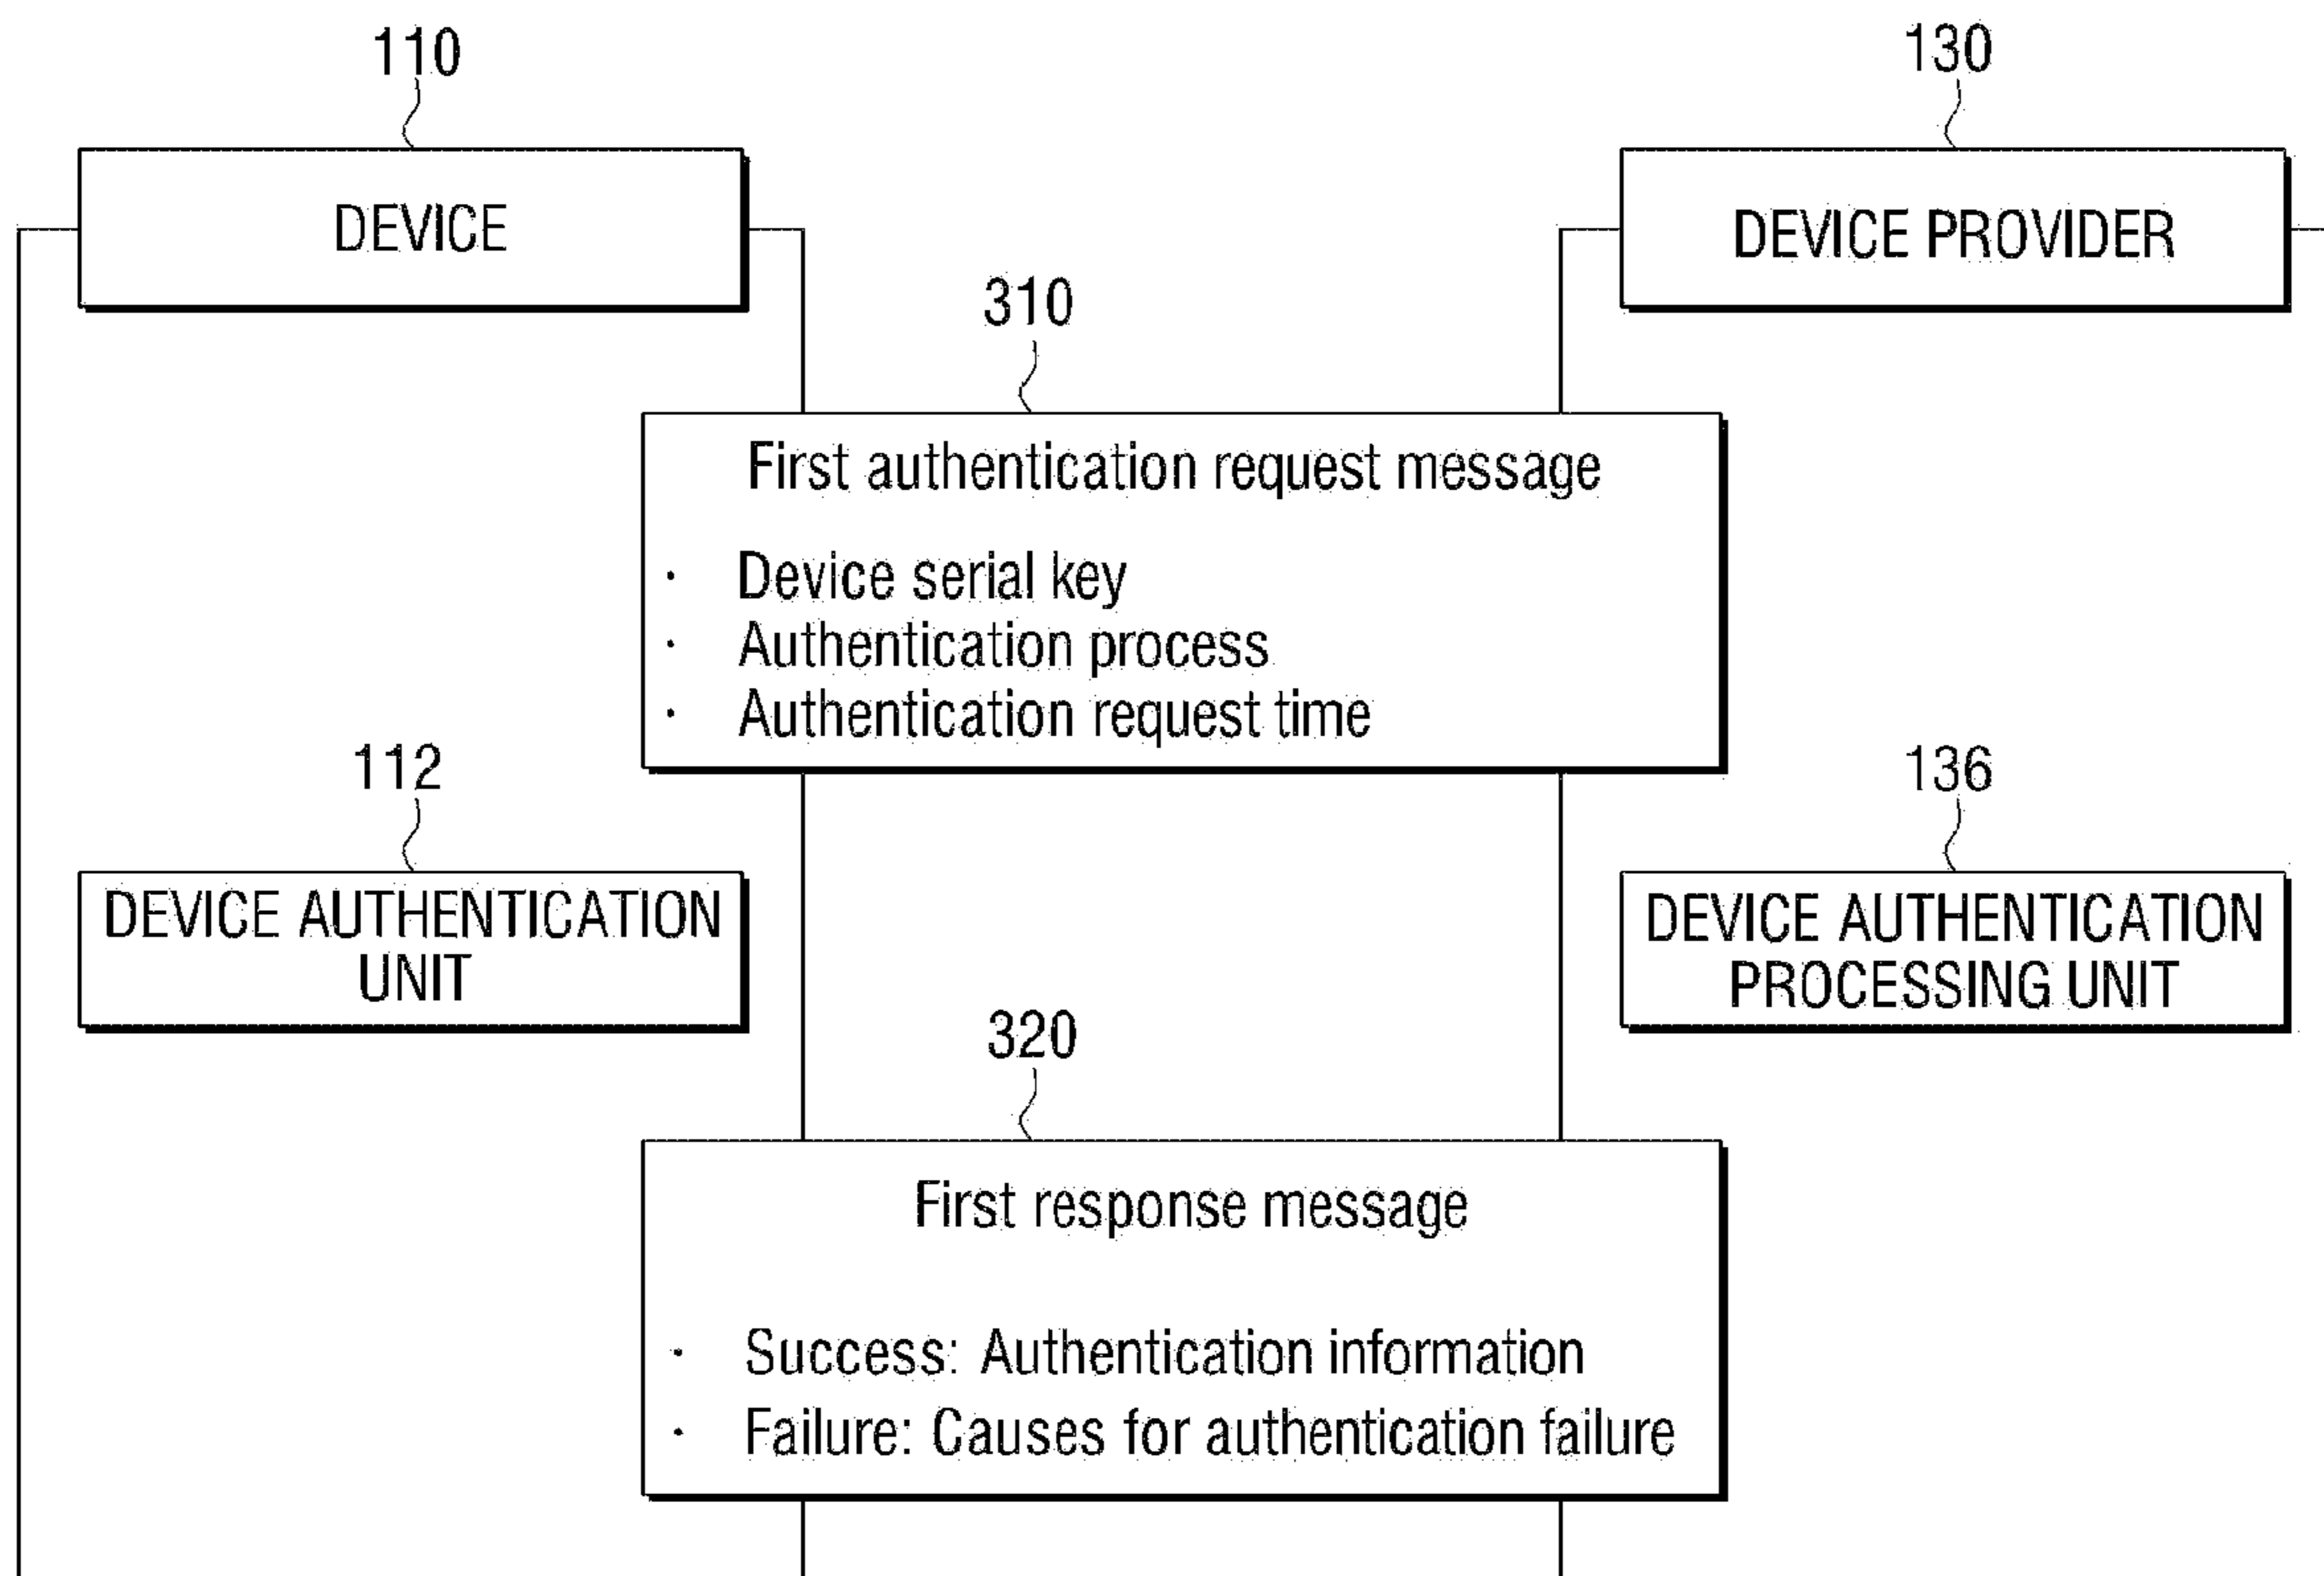 110
130
DEVICE
DEVICE PROVIDER
310
First authentication request message
· Device serial key
· Authentication process
· Authentication request time
112
136
DEVICE AUTHENTICATION
UNIT
DEVICE AUTHENTICATION
PROCESSING UNIT
320
First response message
· Success: Authentication information
· Failure: Causes for authentication failure